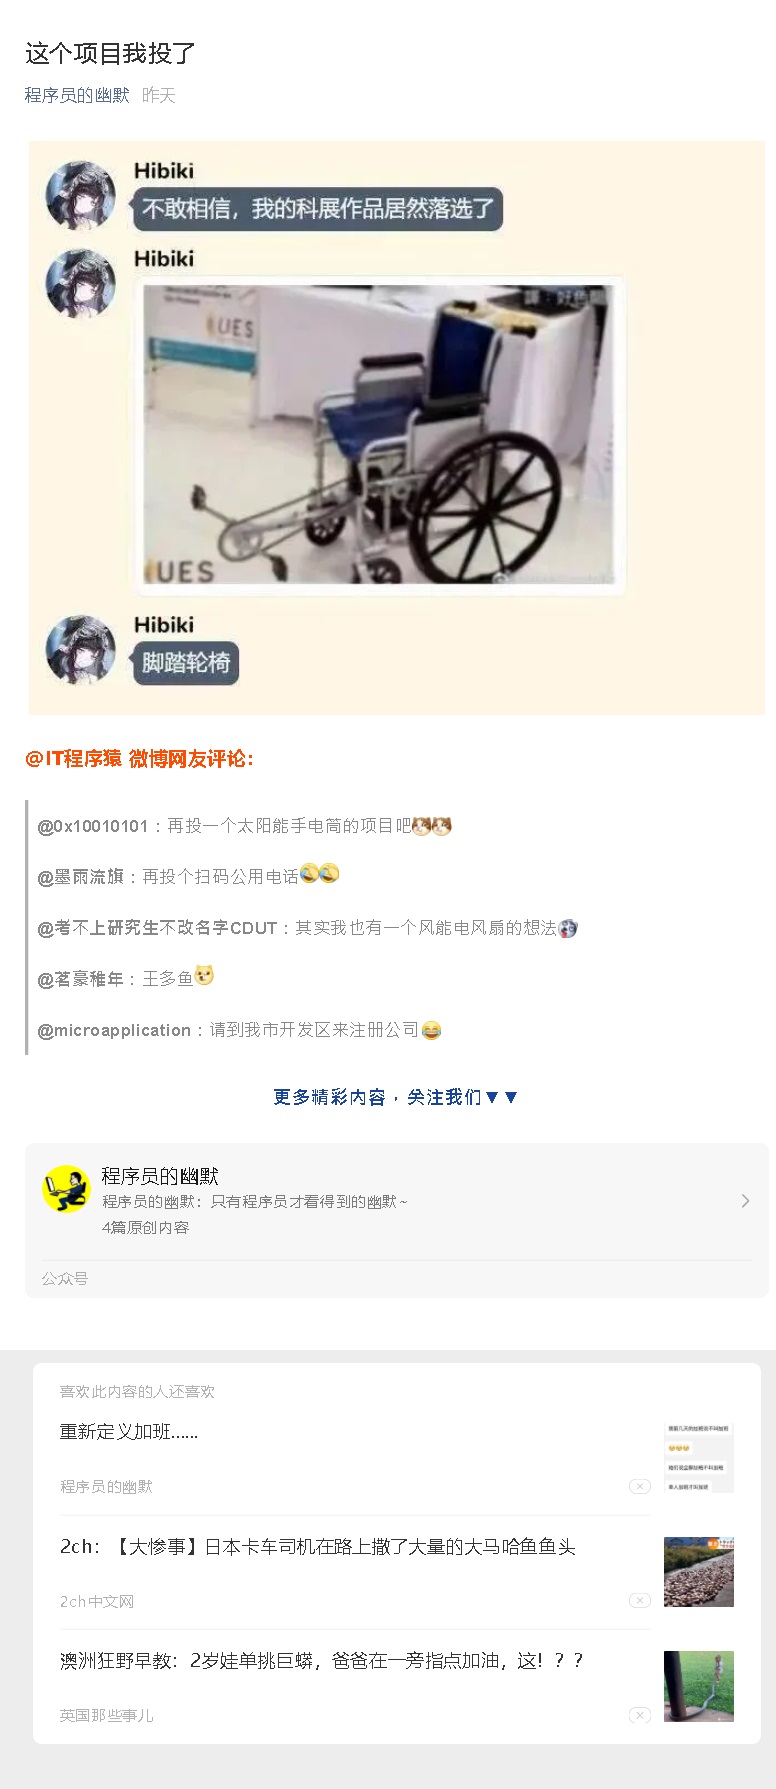 这个项目我投了
程序员的幽默 昨天
Hibiki
不敢相信，我的科展作品居然落选了
Hibiki
UES
UES
Hibiki
脚踏轮椅
@IT程序猿 微博网友评论：
@0x10010101：再投一个太阳能手电筒的项目吧
@墨雨流旗：再投个扫码公用电话
@考不上研究生不改名字CDUT：其实我也有一个风能电风扇的想法
@茗豪稚年：王多鱼
@microapplication：请到我市开发区来注册公司
更多精彩内容，关注我们▼▼
程序员的幽默
程序员的幽默：只有程序员才看得到的幽默~
4篇原创内容
公众号
喜欢此内容的人还喜欢
重新定义加班......
程序员的幽默
2ch：【大惨事】日本卡车司机在路上撒了大量的大马哈鱼鱼头
2ch中文网
澳洲狂野早教：2岁娃单挑巨蟒，爸爸在一旁指点加油，这！？？
英国那些事儿